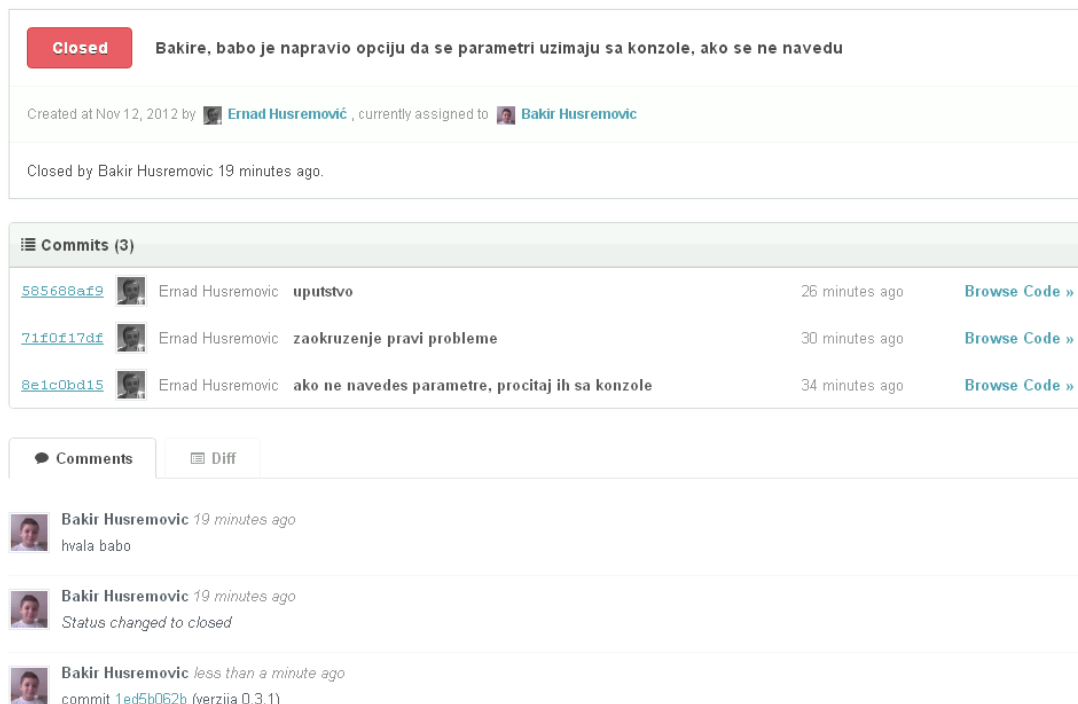 Closed Bakire, babo je napravio opciju da se parametri uzimaju sa konzole, ako se ne navedu
Created at Nov 12, 2012 by Ernad Husremović , currently assigned to Bakir Husremovic
Closed by Bakir Husremovic 19 minutes ago.
Commits (3)
585688af9 Ernad Husremovic uputstvo 26 minutes ago Browse Code »
71f0f17df Ernad Husremovic zaokruzenje pravi probleme 30 minutes ago Browse Code »
8e1c0bd15 Ernad Husremovic ako ne navedes parametre, procitaj ih sa konzole 34 minutes ago Browse Code »
Comments Diff
Bakir Husremovic 19 minutes ago
hvala babo
Bakir Husremovic 19 minutes ago
Status changed to closed
Bakir Husremovic less than a minute ago
commit 1ed5b062b (verzija 0.3.1)